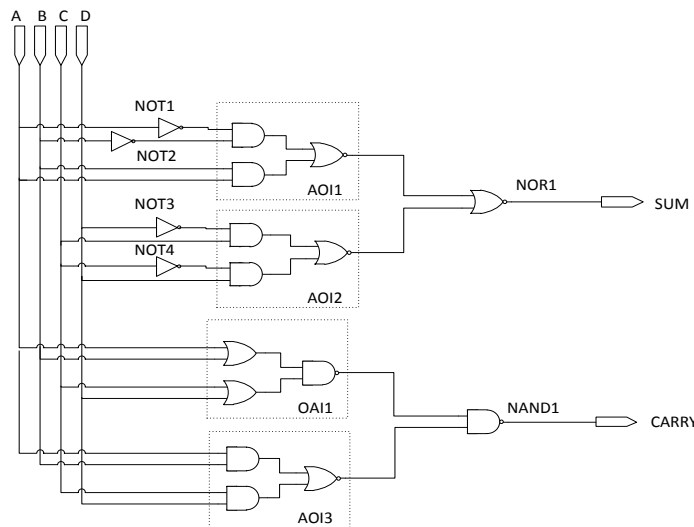 A B C D
NOT1
NOT2
AOI1
NOT3
NOR1
SUM
NOT4
AOI2
OAI1
NAND1
CARRY
AOI3